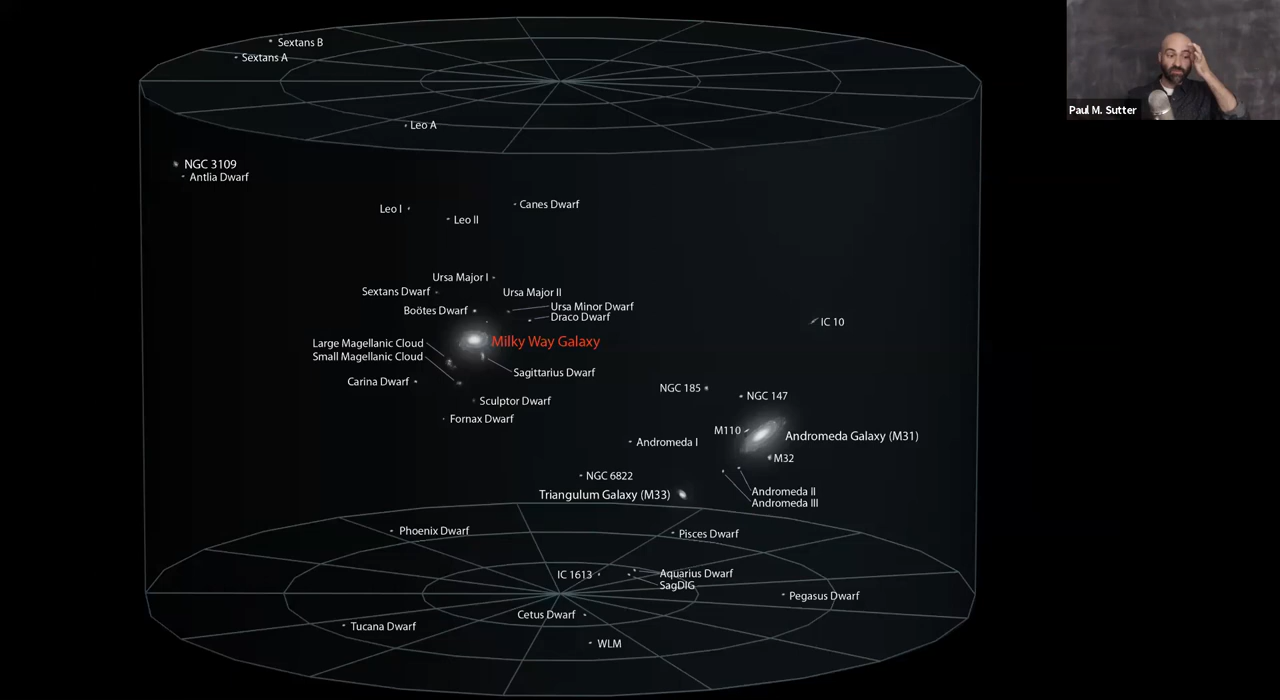 Sextans B
Sextans A
Paul M. Sutter
Leo A
NGC 3109
Antlia Dwarf
Canes Dwarf
Leo I
Leo II
Ursa Major I
Sextans Dwarf
Ursa Major II
Ursa Minor Dwarf
Boötes Dwarf
Draco Dwarf
IC 10
Milky Way Galaxy
Large Magellanic Cloud
Small Magellanic Cloud
Sagittarius Dwarf
Carina Dwarf
NGC 185
NGC 147
Sculptor Dwarf
Fornax Dwarf
M110
Andromeda Galaxy (M31)
Andromeda I
M32
NGC 6822
Andromeda II
Triangulum Galaxy (M33)
Andromeda III
Phoenix Dwarf
Pisces Dwarf
IC 1613
Aquarius Dwarf
SagDIG
Pegasus Dwarf
Cetus Dwarf
Tucana Dwarf
WLM